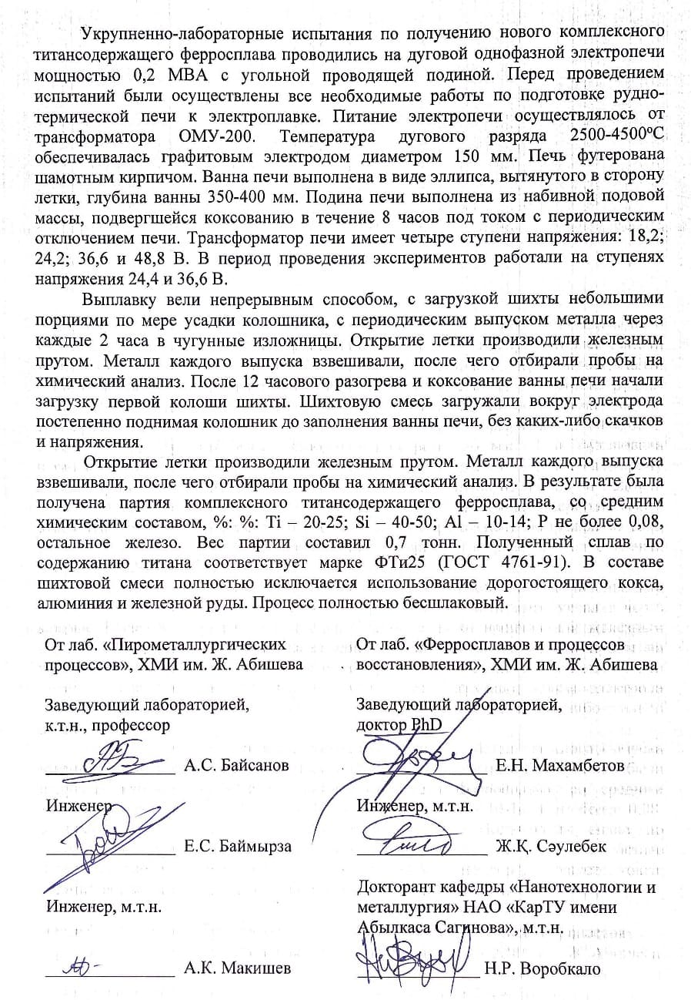 Укрупненно-лабораторные испытания по получению нового комплексного
титансодержащего ферросплава проводились на дуговой однофазной электропечи
мощностью 0,2 МВА с угольной проводящей подиной. Перед проведением
испытаний были осуществлены все необходимые работы по подготовке рудно-
термической печи к электроплавке. Питание электропечи осуществлялось от
трансформатора ОМУ-200. Температура дугового разряда 2500-4500ºС
обеспечивалась графитовым электродом диаметром 150 мм. Печь футерована
шамотным кирпичом. Ванна печи выполнена в виде эллипса, вытянутого в сторону
летки, глубина ванны 350-400 мм. Подина печи выполнена из набивной подовой
массы, подвергшейся коксованию в течение 8 часов под током с периодическим
отключением печи. Трансформатор печи имеет четыре ступени напряжения: 18,2;
24,2; 36,6 и 48,8 В. В период проведения экспериментов работали на ступенях
напряжения 24,4 и 36,6 В.
Выплавку вели непрерывным способом, с загрузкой шихты небольшими
порциями по мере усадки колошника, с периодическим выпуском металла через
каждые 2 часа в чугунные изложницы. Открытие летки производили железным
прутом. Металл каждого выпуска взвешивали, после чего отбирали пробы на
химический анализ. После 12 часового разогрева и коксование ванны печи начали
загрузку первой колоши шихты. Шихтовую смесь загружали вокруг электрода
постепенно поднимая колошник до заполнения ванны печи, без каких-либо скачков
и напряжения.
Открытие летки производили железным прутом. Металл каждого выпуска
взвешивали, после чего отбирали пробы на химический анализ. В результате была
получена партия комплексного титансодержащего ферросплава, со средним
химическим составом, %: %: Ti – 20-25; Si – 40-50; Al – 10-14; P не более 0,08,
остальное железо. Вес партии составил 0,7 тонн. Полученный сплав по
содержанию титана соответствует марке ФТи25 (ГОСТ 4761-91). В составе
шихтовой смеси полностью исключается использование дорогостоящего кокса,
алюминия и железной руды. Процесс полностью бесшлаковый.
От лаб. «Пирометаллургических
процессов», ХМИ им. Ж. Абишева
Заведующий лабораторией,
к.т.н., профессор
А.С. Байсанов
Инженер
Е.С. Баймырза
Инженер, м.т.н.
А.К. Макишев
От лаб. «Ферросплавов и процессов
восстановления», ХМИ им. Ж. Абишева
Заведующий лабораторией,
доктор PhD
Е.Н. Махамбетов
Инженер, м.т.н.
Ж.Қ. Сәулебек
Докторант кафедры «Нанотехнологии и
металлургия» НАО «КарТУ имени
Абылкаса Сагинова», м.т.н.
Н.Р. Воробкало